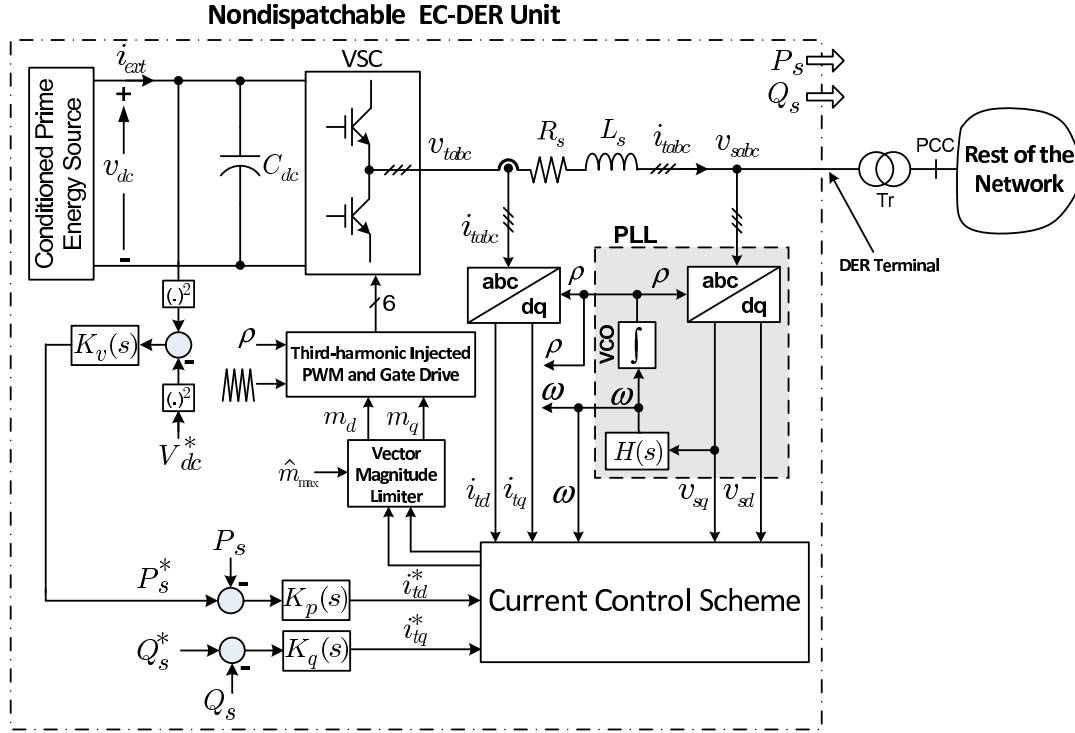 Nondispatchable EC-DER Unit
P_s
Q_s
i_ext
VSC
Conditioned Prime
Energy Source
+
v_dc
-
C_dc
v_tabc
R_s
L_s
i_tabc
v_sabc
PCC
Rest of the
Network
Tr
DER Terminal
i_tabc
PLL
abc
dq
ρ
ρ
abc
dq
(.)²
6
VCO
∫
ρ
K_v(s)
-
ρ
Third-harmonic Injected
PWM and Gate Drive
ω
ω
(.)²
V*_dc
m_d
m_q
H(s)
m̂_max
Vector
Magnitude
Limiter
i_td
i_tq
ω
v_sq
v_sd
P_s
P*_s
-
K_p(s)
i*_td
Current Control Scheme
Q*_s
-
K_q(s)
i*_tq
Q_s